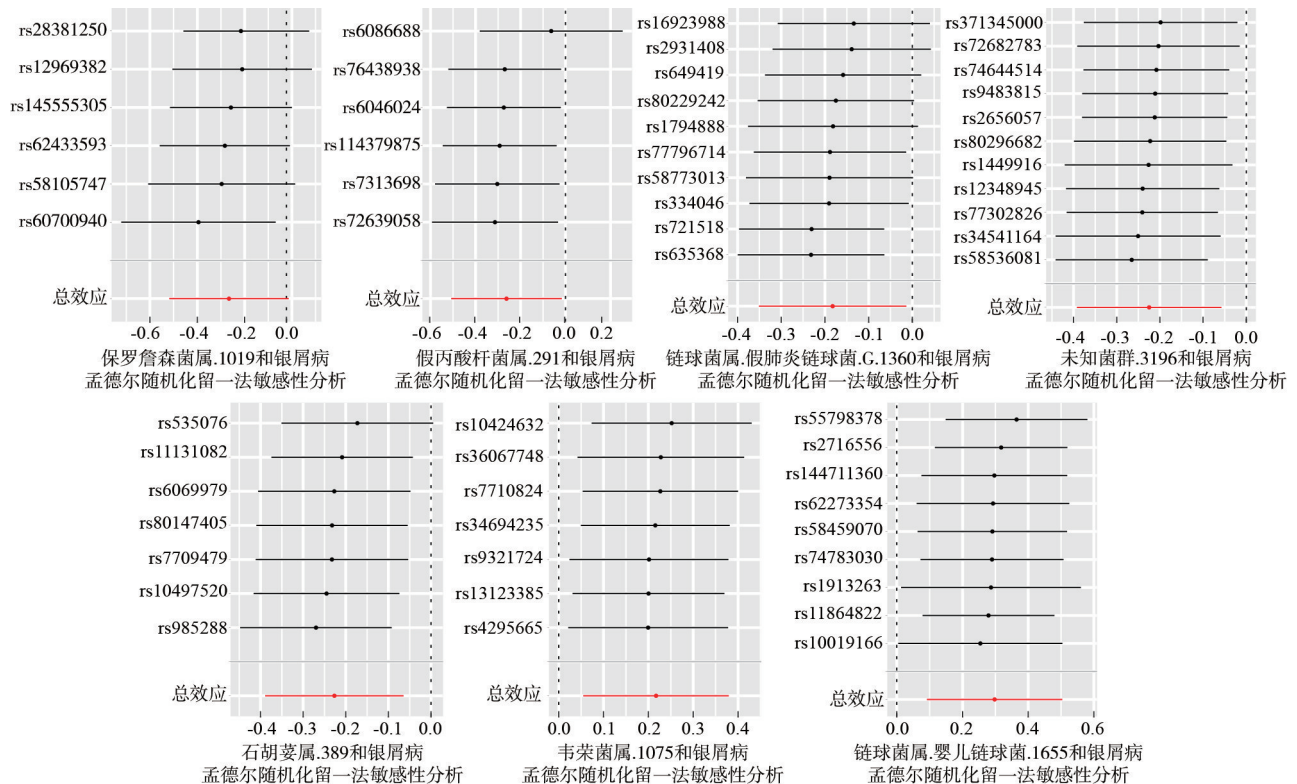 rs28381250
rs12969382
rs145555305
rs62433593
rs58105747
rs60700940
总效应
-0.6 -0.4 -0.2 0.0
保罗詹森菌属.1019和银屑病
孟德尔随机化留一法敏感性分析
rs6086688
rs76438938
rs6046024
rs114379875
rs7313698
rs72639058
总效应
-0.6 -0.4 -0.2 0.0 0.2
假丙酸杆菌属.291和银屑病
孟德尔随机化留一法敏感性分析
rs16923988
rs2931408
rs649419
rs80229242
rs1794888
rs77796714
rs58773013
rs334046
rs721518
rs635368
总效应
-0.4 -0.3 -0.2 -0.1 0.0
链球菌属.假肺炎链球菌.G.1360和银屑病
孟德尔随机化留一法敏感性分析
rs371345000
rs72682783
rs74644514
rs9483815
rs2656057
rs80296682
rs1449916
rs12348945
rs77302826
rs34541164
rs58536081
总效应
-0.4 -0.3 -0.2 -0.1 0.0
未知菌群.3196和银屑病
孟德尔随机化留一法敏感性分析
rs535076
rs11131082
rs6069979
rs80147405
rs7709479
rs10497520
rs985288
总效应
-0.4 -0.3 -0.2 -0.1 0.0
石胡荽属.389和银屑病
孟德尔随机化留一法敏感性分析
rs10424632
rs36067748
rs7710824
rs34694235
rs9321724
rs13123385
rs4295665
总效应
0.0 0.1 0.2 0.3 0.4
韦荣菌属.1075和银屑病
孟德尔随机化留一法敏感性分析
rs55798378
rs2716556
rs144711360
rs62273354
rs58459070
rs74783030
rs1913263
rs11864822
rs10019166
总效应
0.0 0.2 0.4 0.6
链球菌属.婴儿链球菌.1655和银屑病
孟德尔随机化留一法敏感性分析